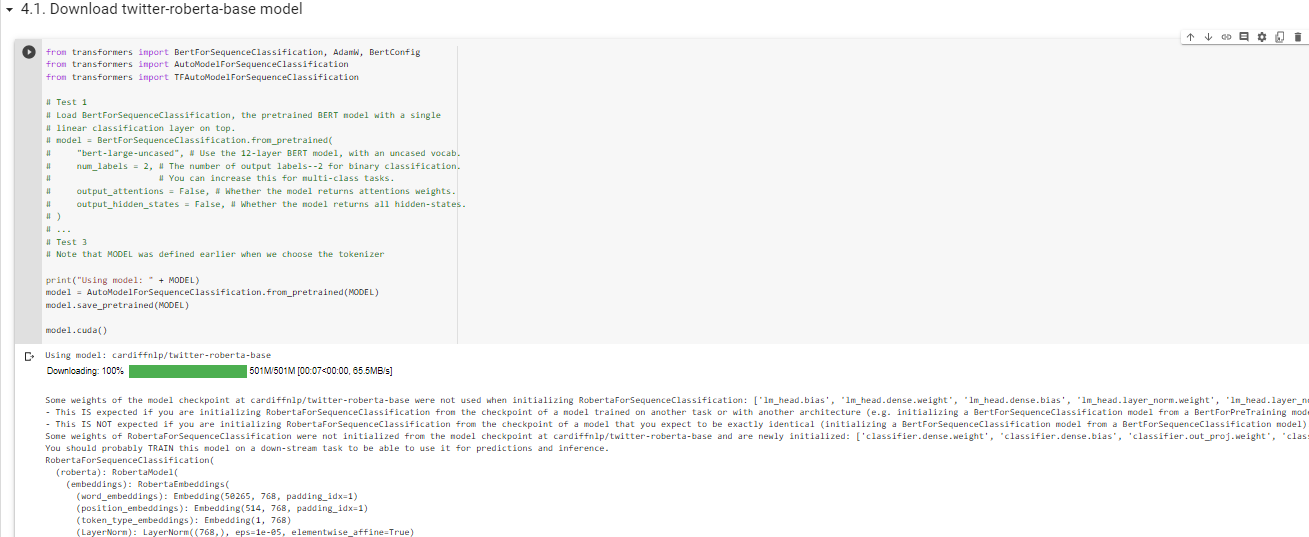 4.1. Download twitter-roberta-base model
from transformers import BertForSequenceClassification, AdamW, BertConfig
from transformers import AutoModelForSequenceClassification
from transformers import TFAutoModelForSequenceClassification
# Test 1
# Load BertForSequenceClassification, the pretrained BERT model with a single
# linear classification layer on top.
# model = BertForSequenceClassification.from_pretrained(
#     "bert-large-uncased", # Use the 12-layer BERT model, with an uncased vocab.
#     num_labels = 2, # The number of output labels--2 for binary classification.
#                     # You can increase this for multi-class tasks.
#     output_attentions = False, # Whether the model returns attentions weights.
#     output_hidden_states = False, # Whether the model returns all hidden-states.
# )
# ...
# Test 3
# Note that MODEL was defined earlier when we choose the tokenizer
print("Using model: " + MODEL)
model = AutoModelForSequenceClassification.from_pretrained(MODEL)
model.save_pretrained(MODEL)
model.cuda()
Using model: cardiffnlp/twitter-roberta-base
Downloading: 100% 501M/501M [00:07<00:00, 65.5MB/s]
Some weights of the model checkpoint at cardiffnlp/twitter-roberta-base were not used when initializing RobertaForSequenceClassification: ['lm_head.bias', 'lm_head.dense.weight', 'lm_head.dense.bias', 'lm_head.layer_norm.weight', 'lm_head.layer_no
- This IS expected if you are initializing RobertaForSequenceClassification from the checkpoint of a model trained on another task or with another architecture (e.g. initializing a BertForSequenceClassification model from a BertForPreTraining mode
- This IS NOT expected if you are initializing RobertaForSequenceClassification from the checkpoint of a model that you expect to be exactly identical (initializing a BertForSequenceClassification model from a BertForSequenceClassification model)
Some weights of RobertaForSequenceClassification were not initialized from the model checkpoint at cardiffnlp/twitter-roberta-base and are newly initialized: ['classifier.dense.weight', 'classifier.dense.bias', 'classifier.out_proj.weight', 'clas
You should probably TRAIN this model on a down-stream task to be able to use it for predictions and inference.
RobertaForSequenceClassification(
  (roberta): RobertaModel(
    (embeddings): RobertaEmbeddings(
      (word_embeddings): Embedding(50265, 768, padding_idx=1)
      (position_embeddings): Embedding(514, 768, padding_idx=1)
      (token_type_embeddings): Embedding(1, 768)
      (LayerNorm): LayerNorm((768,), eps=1e-05, elementwise_affine=True)